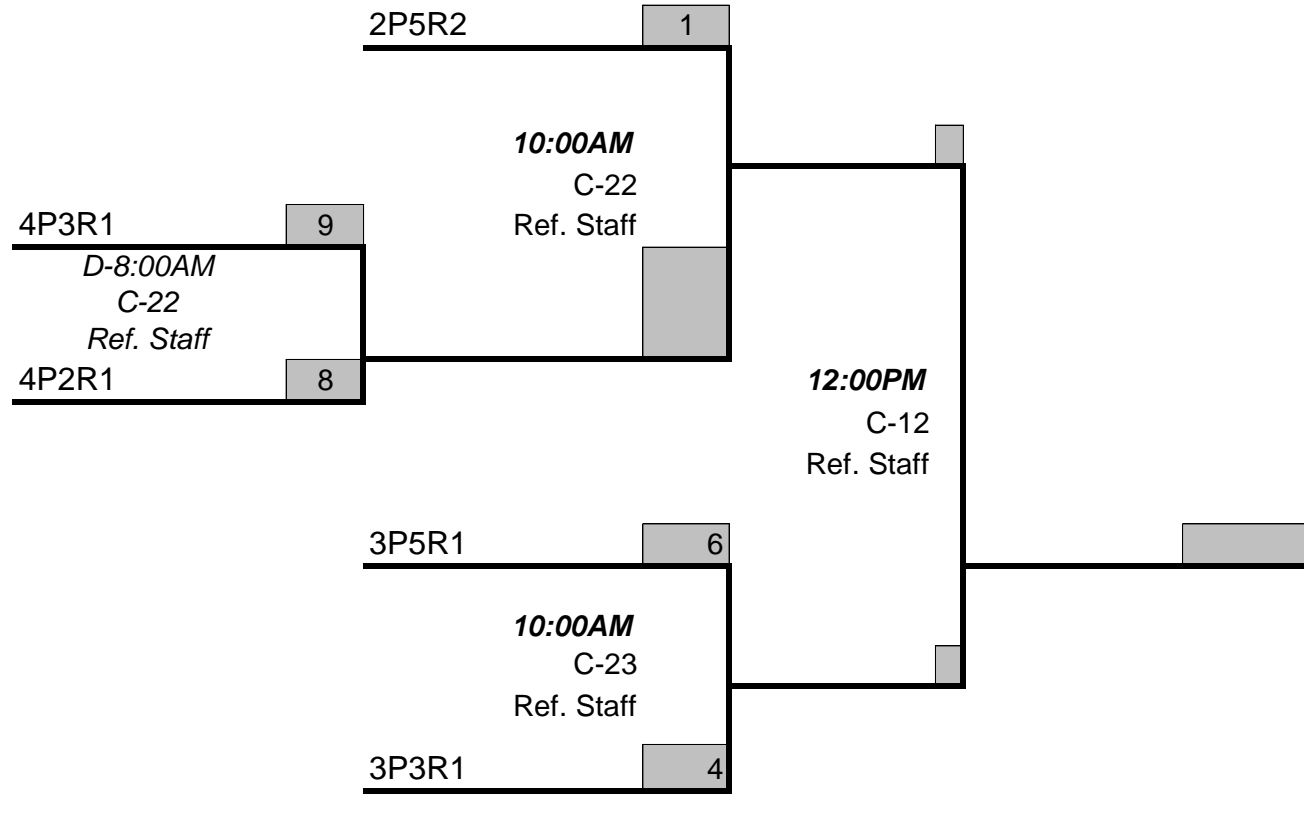 2P5R2 1
10:00AM
C-22
Ref. Staff
4P3R1 9
D-8:00AM
C-22
Ref. Staff
4P2R1 8
12:00PM
C-12
Ref. Staff
3P5R1 6
10:00AM
C-23
Ref. Staff
3P3R1 4